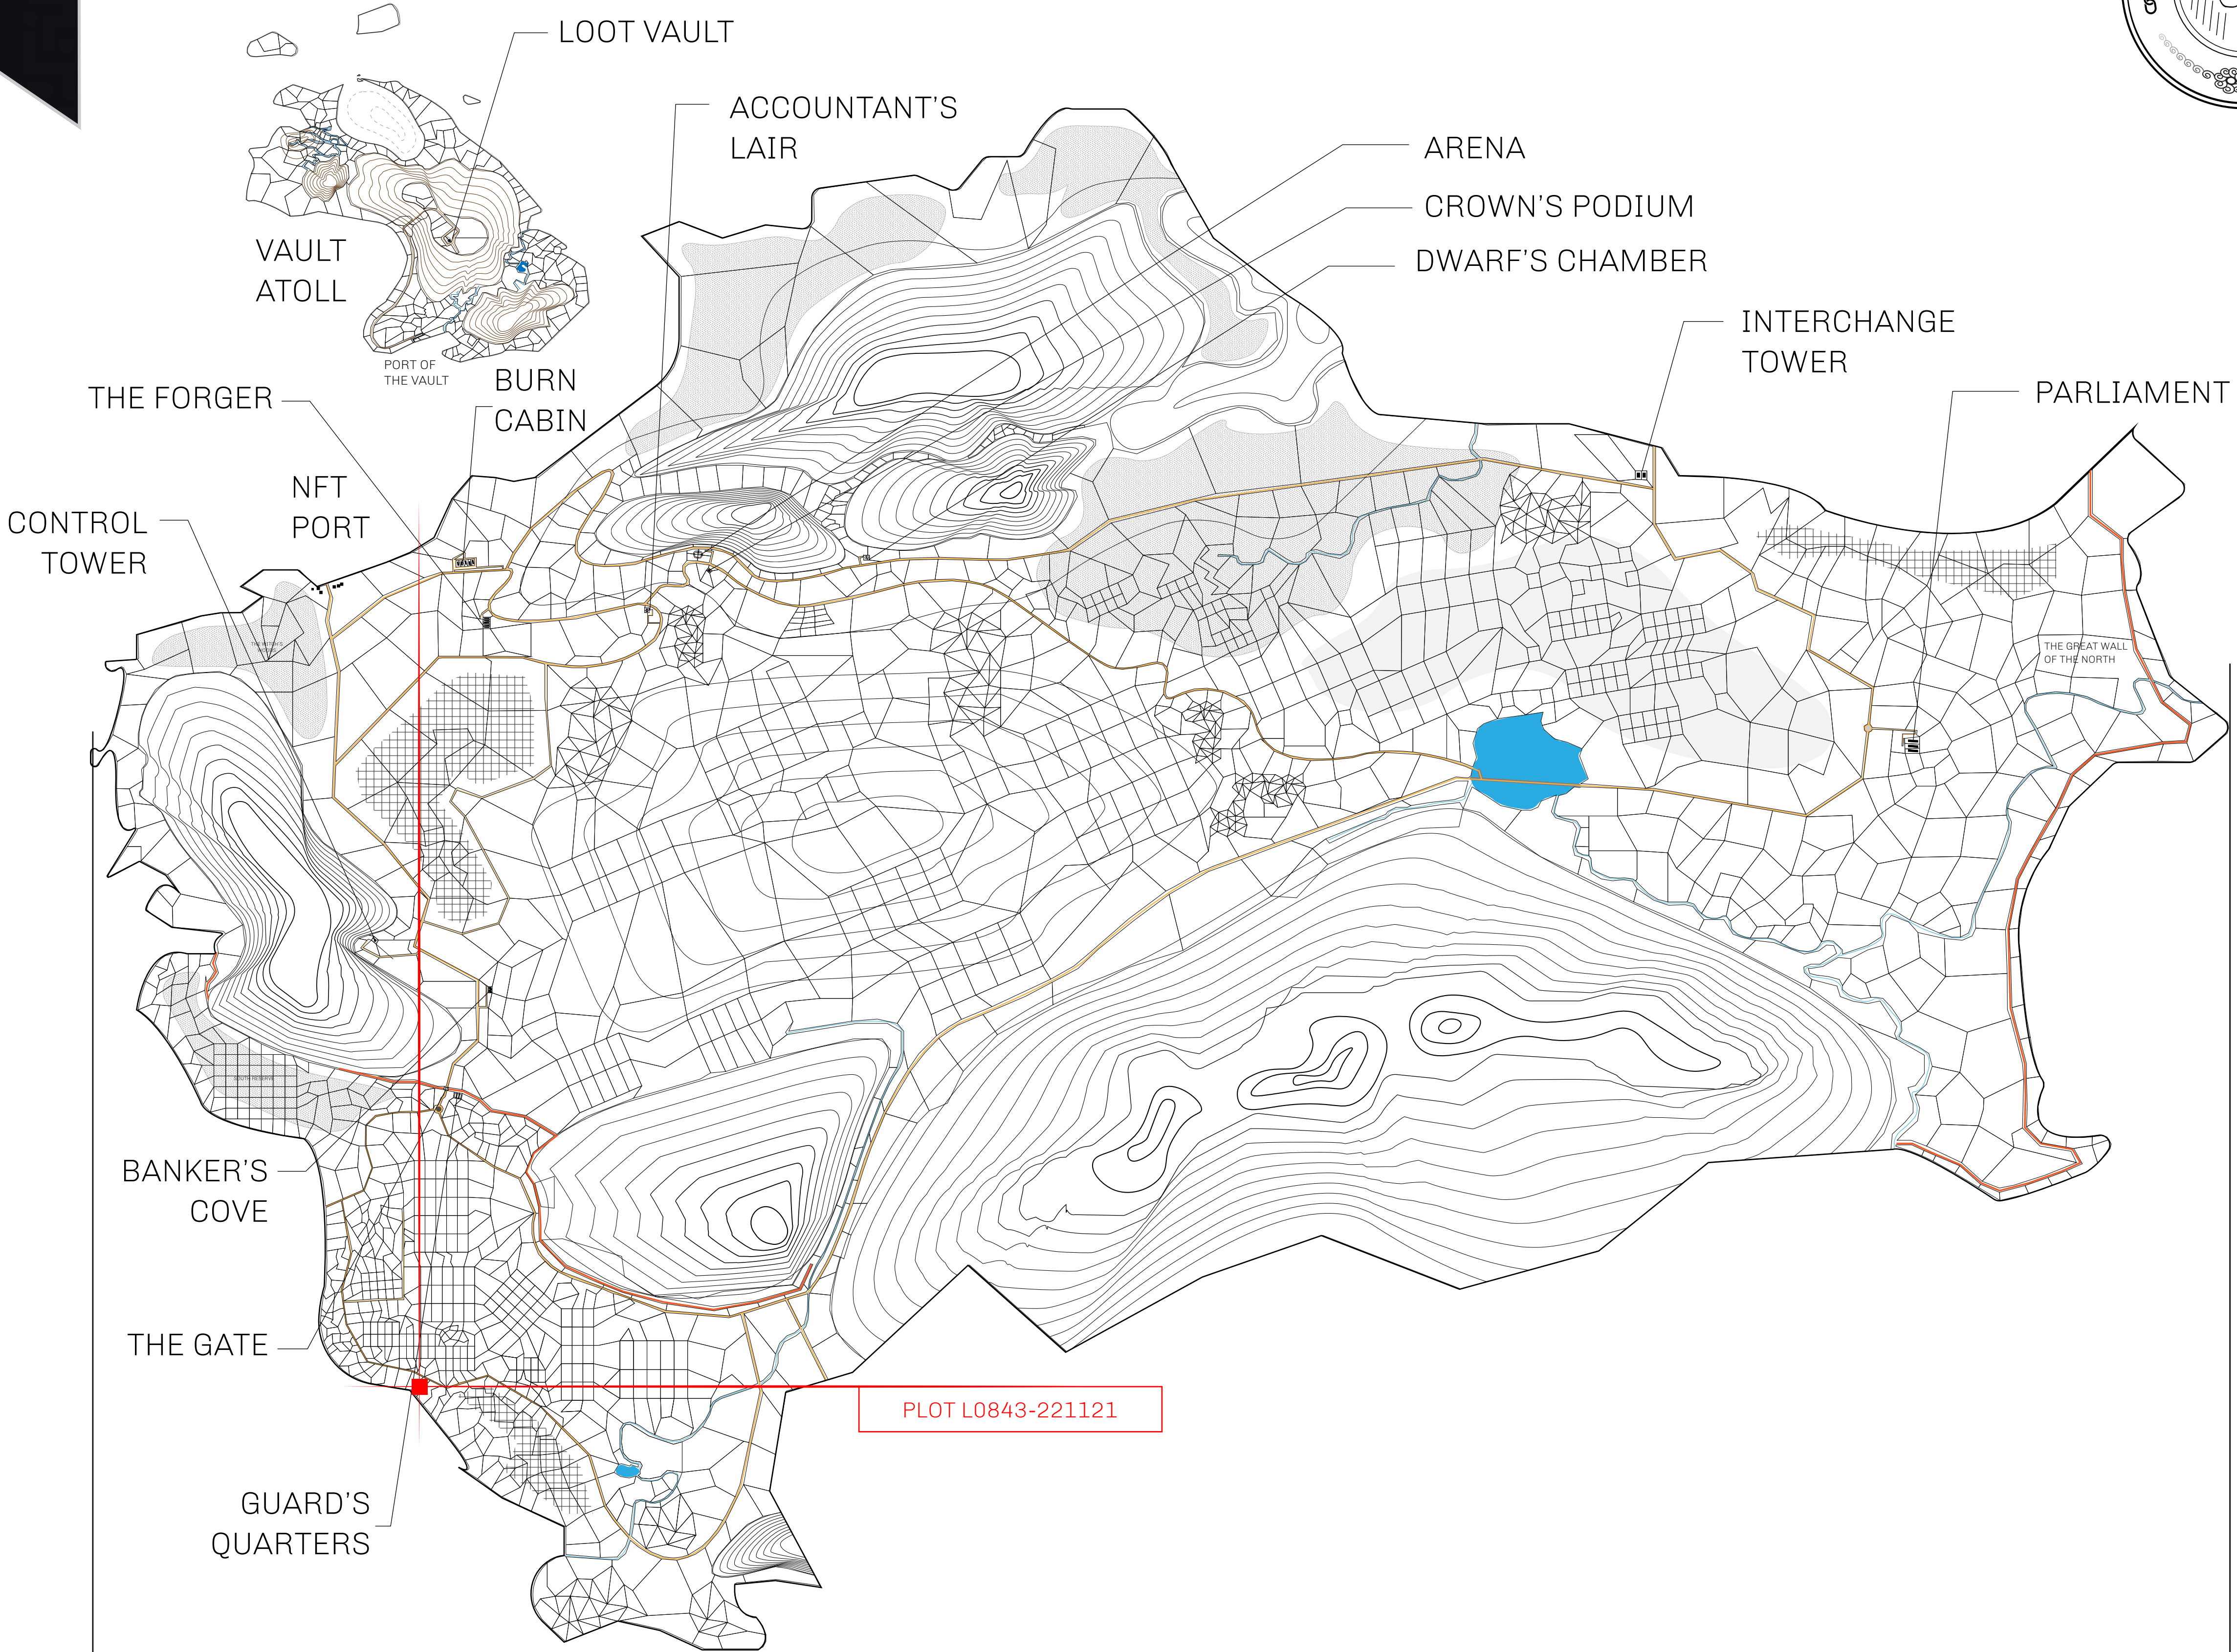 LOOT VAULT
ACCOUNTANT'S
LAIR
ARENA
CROWN'S PODIUM
DWARF'S CHAMBER
VAULT
ATOLL
INTERCHANGE
TOWER
PORT OF
THE VAULT
BURN
CABIN
THE FORGER
PARLIAMENT
NFT
PORT
CONTROL
TOWER
THE GREAT WALL
OF THE NORTH
SOUTH RESERVE
BANKER'S
COVE
THE GATE
PLOT L0843-221121
GUARD'S
QUARTERS